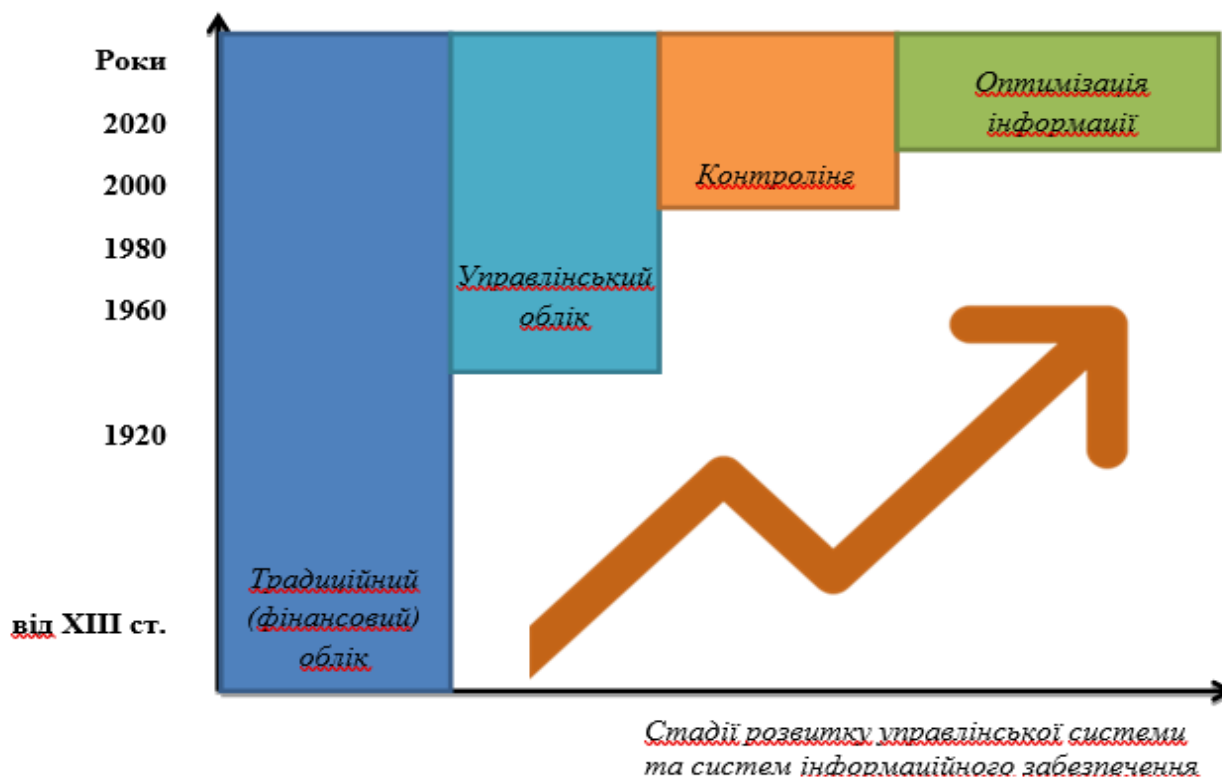 Роки
2020
2000
1980
1960
1920
від XIII ст.
Традиційний
(фінансовий)
облік
Управлінський
облік
Контролінг
Оптимізація
інформації
Стадії розвитку управлінської системи
та систем інформаційного забезпечення